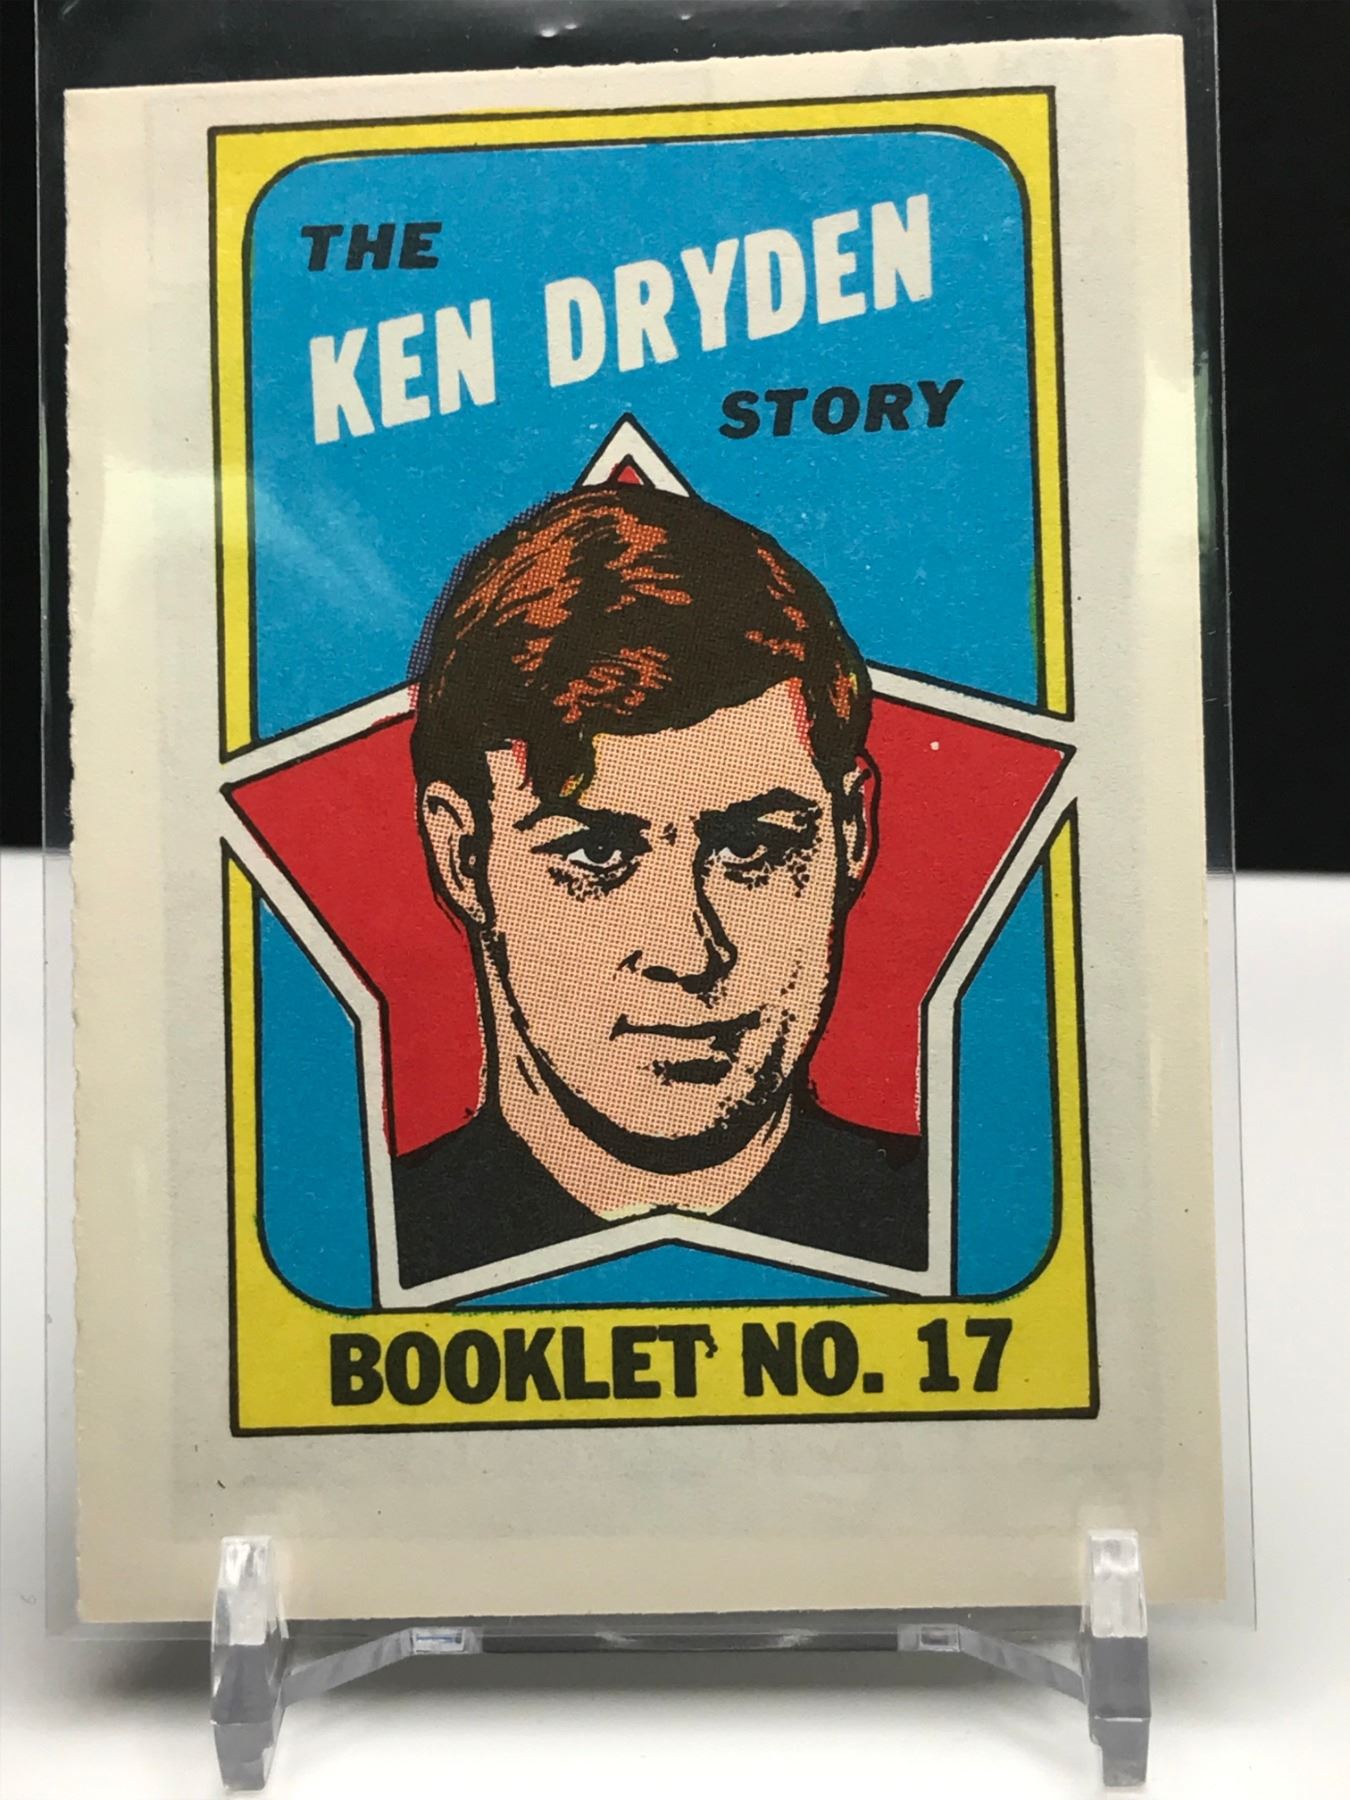 THE
KEN DRYDEN
STORY
BOOKLET NO. 17